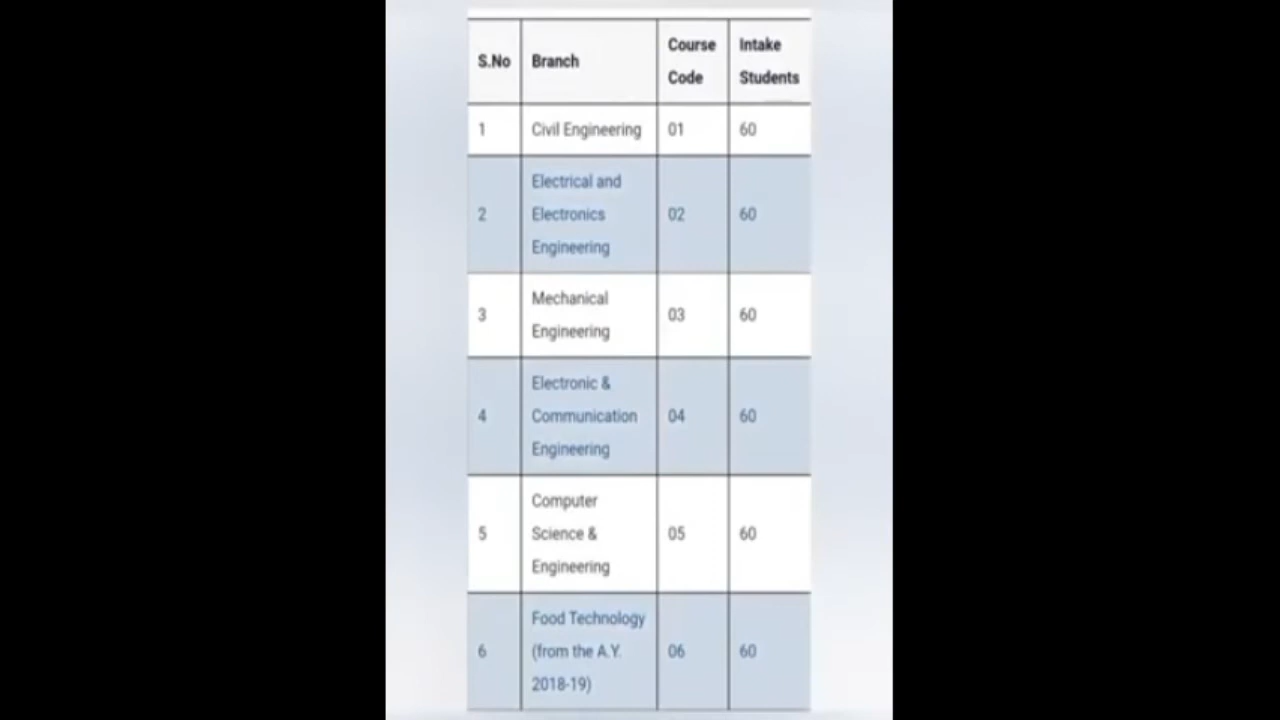 S.No Branch Course Code Intake Students
1 Civil Engineering 01 60
2 Electrical and Electronics Engineering 02 60
3 Mechanical Engineering 03 60
4 Electronic & Communication Engineering 04 60
5 Computer Science & Engineering 05 60
6 Food Technology (from the A.Y. 2018-19) 06 60